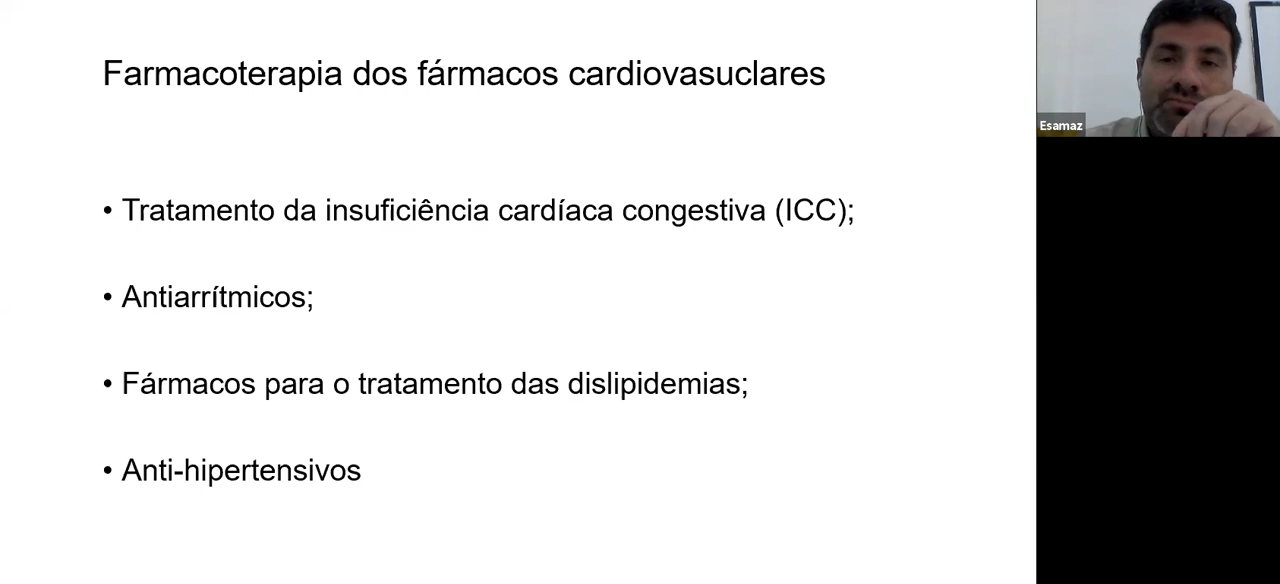 Farmacoterapia dos fármacos cardiovasuclares
• Tratamento da insuficiência cardíaca congestiva (ICC);
• Antiarrítmicos;
• Fármacos para o tratamento das dislipidemias;
• Anti-hipertensivos
Esamaz